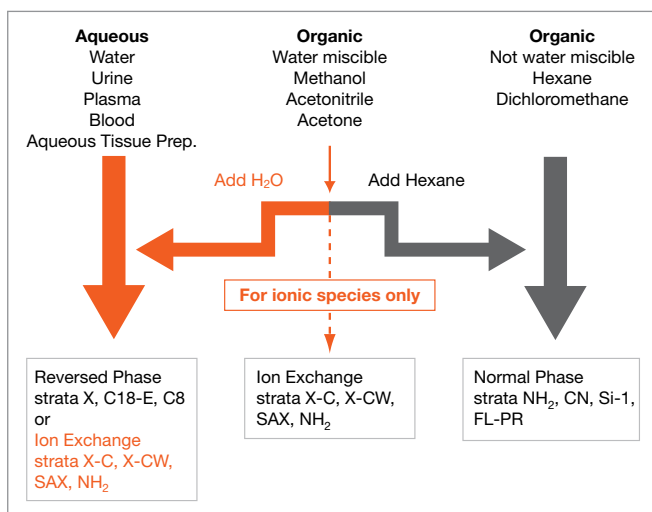 Aqueous
Water
Urine
Plasma
Blood
Aqueous Tissue Prep.
Organic
Water miscible
Methanol
Acetonitrile
Acetone
Organic
Not water miscible
Hexane
Dichloromethane
Add H₂O
Add Hexane
For ionic species only
Reversed Phase
strata X, C18-E, C8
or
Ion Exchange
strata X-C, X-CW,
SAX, NH₂
Ion Exchange
strata X-C, X-CW,
SAX, NH₂
Normal Phase
strata NH₂, CN, Si-1,
FL-PR